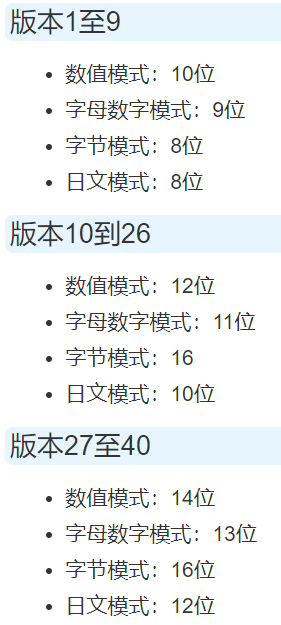 版本1至9
数值模式：10位
字母数字模式：9位
字节模式：8位
日文模式：8位
版本10到26
数值模式：12位
字母数字模式：11位
字节模式：16
日文模式：10位
版本27至40
数值模式：14位
字母数字模式：13位
字节模式：16位
日文模式：12位